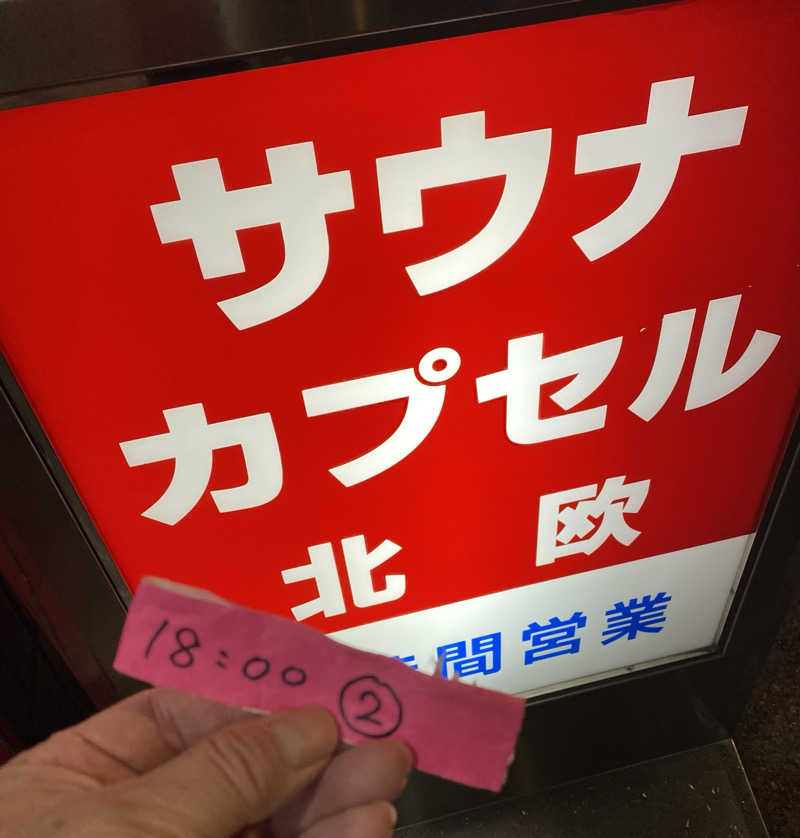 サウナ
カプセル
北欧
間営業
18:00 ②